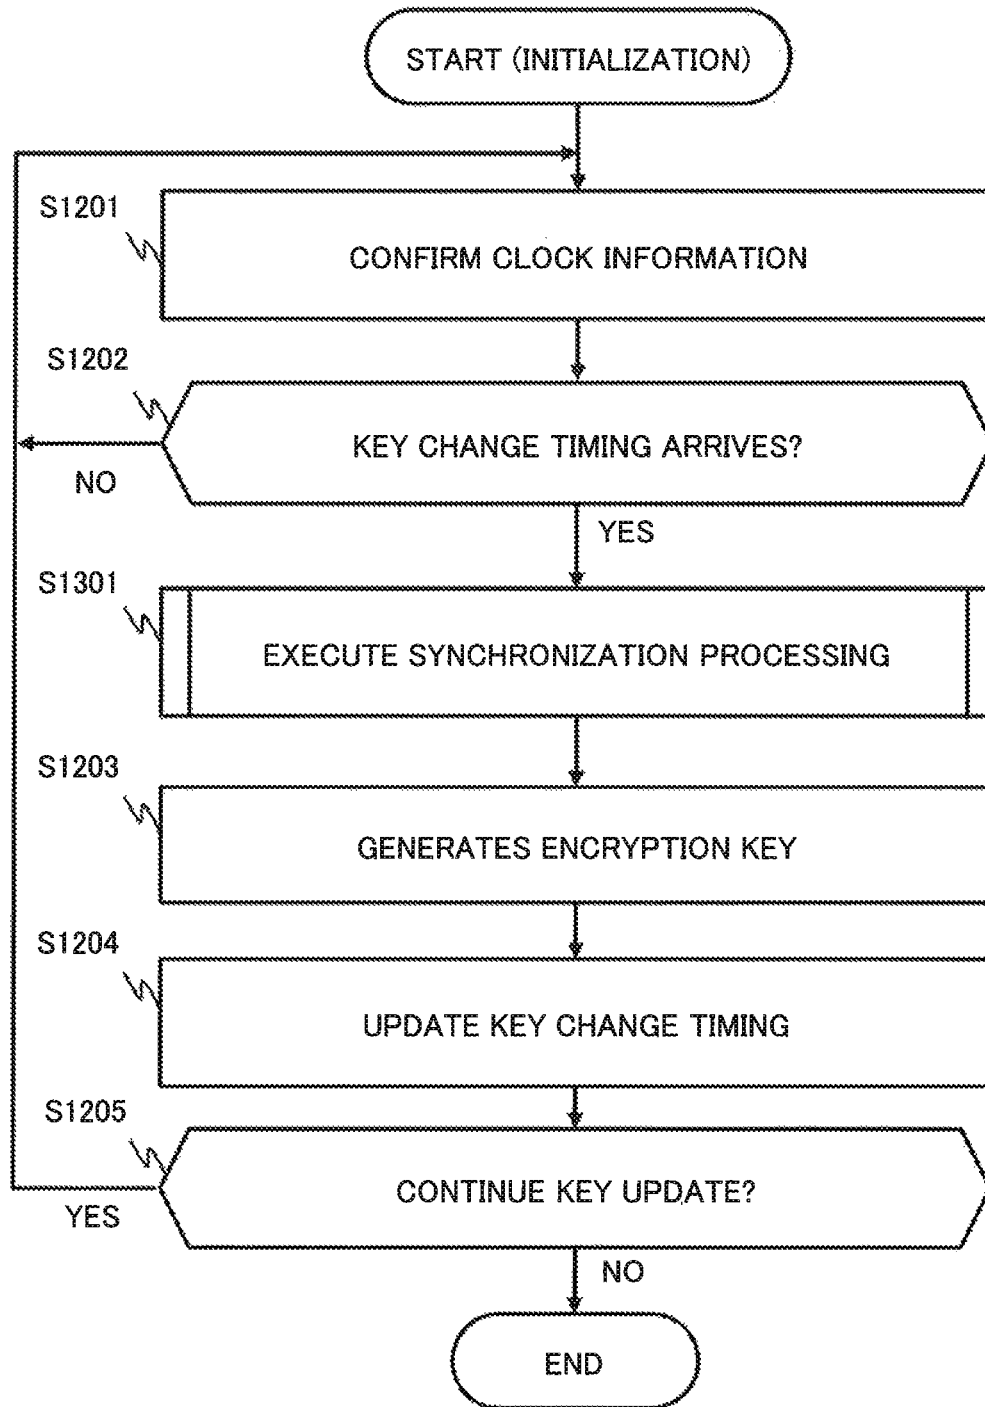 START (INITIALIZATION)
S1201
CONFIRM CLOCK INFORMATION
S1202
KEY CHANGE TIMING ARRIVES?
NO
YES
S1301
EXECUTE SYNCHRONIZATION PROCESSING
S1203
GENERATES ENCRYPTION KEY
S1204
UPDATE KEY CHANGE TIMING
S1205
CONTINUE KEY UPDATE?
YES
NO
END